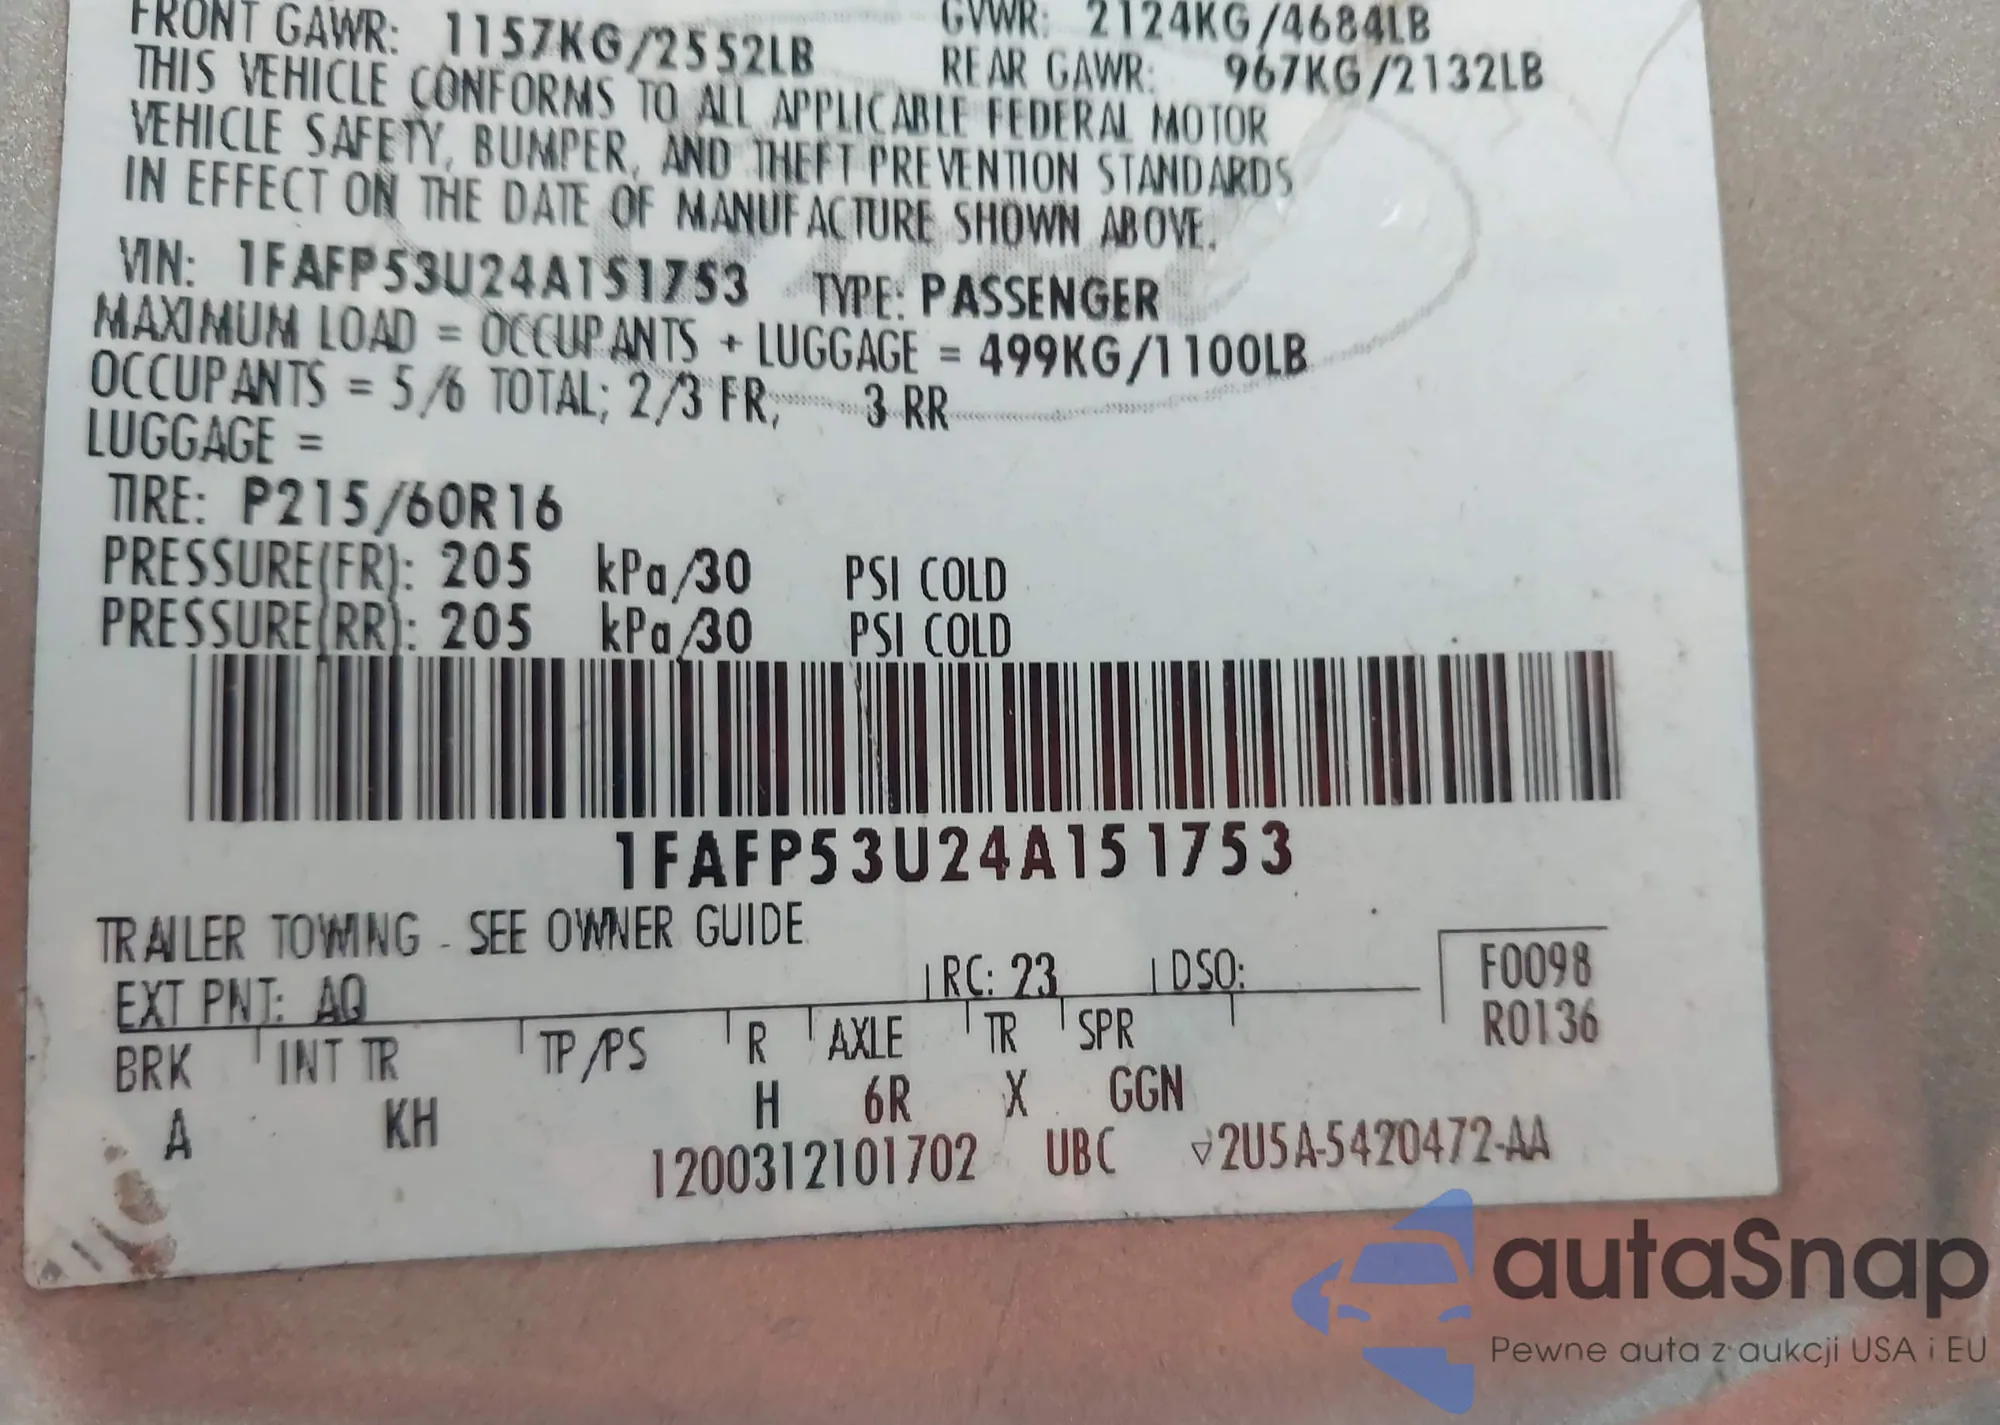 FRONT GAWR: 1157KG/2552LB GVWR: 2124KG/4684LB
REAR GAWR: 967KG/2132LB
THIS VEHICLE CONFORMS TO ALL APPLICABLE FEDERAL MOTOR
VEHICLE SAFETY, BUMPER, AND THEFT PREVENTION STANDARDS
IN EFFECT ON THE DATE OF MANUFACTURE SHOWN ABOVE.
VIN: 1FAFP53U24A151753 TYPE: PASSENGER
MAXIMUM LOAD = OCCUPANTS + LUGGAGE = 499KG/1100LB
OCCUPANTS = 5/6 TOTAL; 2/3 FR, 3 RR
LUGGAGE =
TIRE: P215/60R16
PRESSURE(FR): 205 kPa/30 PSI COLD
PRESSURE(RR): 205 kPa/30 PSI COLD
1FAFP53U24A151753
TRAILER TOWING - SEE OWNER GUIDE
EXT PNT: AQ RC: 23 DSO: F0098
R0136
BRK INT TR TP/PS R AXLE TR SPR
A KH H 6R X GGN
1200312101702 UBC ▽2U5A-5420472-AA
autoSnap
Pewne auta z aukcji USA i EU